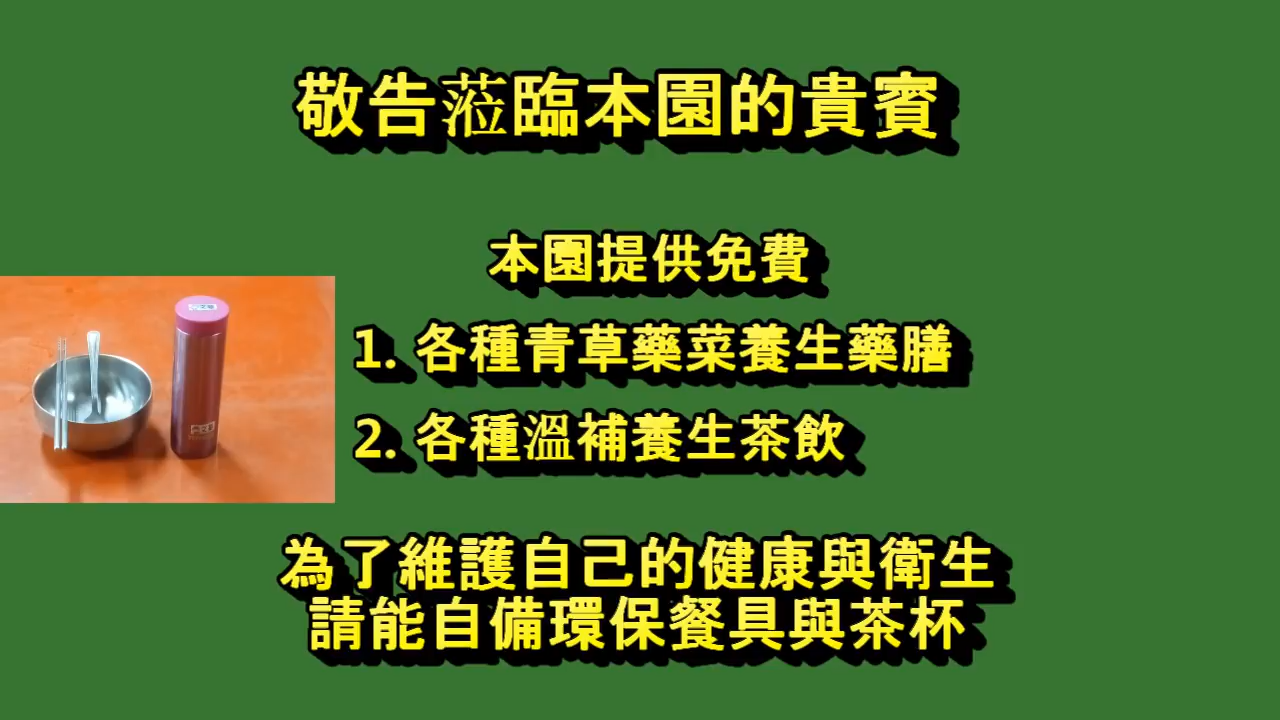 敬告蒞臨本園的貴賓
本園提供免費
1. 各種青草藥菜養生藥膳
2. 各種溫補養生茶飲
為了維護自己的健康與衛生
請能自備環保餐具與茶杯